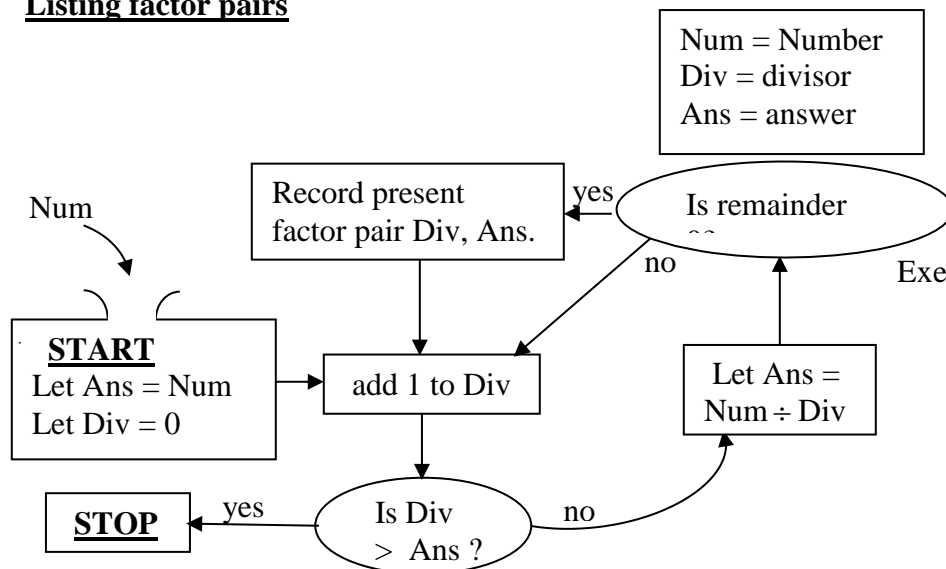 Listing factor pairs
Num = Number
Div = divisor
Ans = answer
Record present
factor pair Div, Ans.
yes
Is remainder
Num
no
Exe
START
Let Ans = Num
Let Div = 0
add 1 to Div
Let Ans =
Num ÷ Div
STOP
yes
Is Div
> Ans ?
no